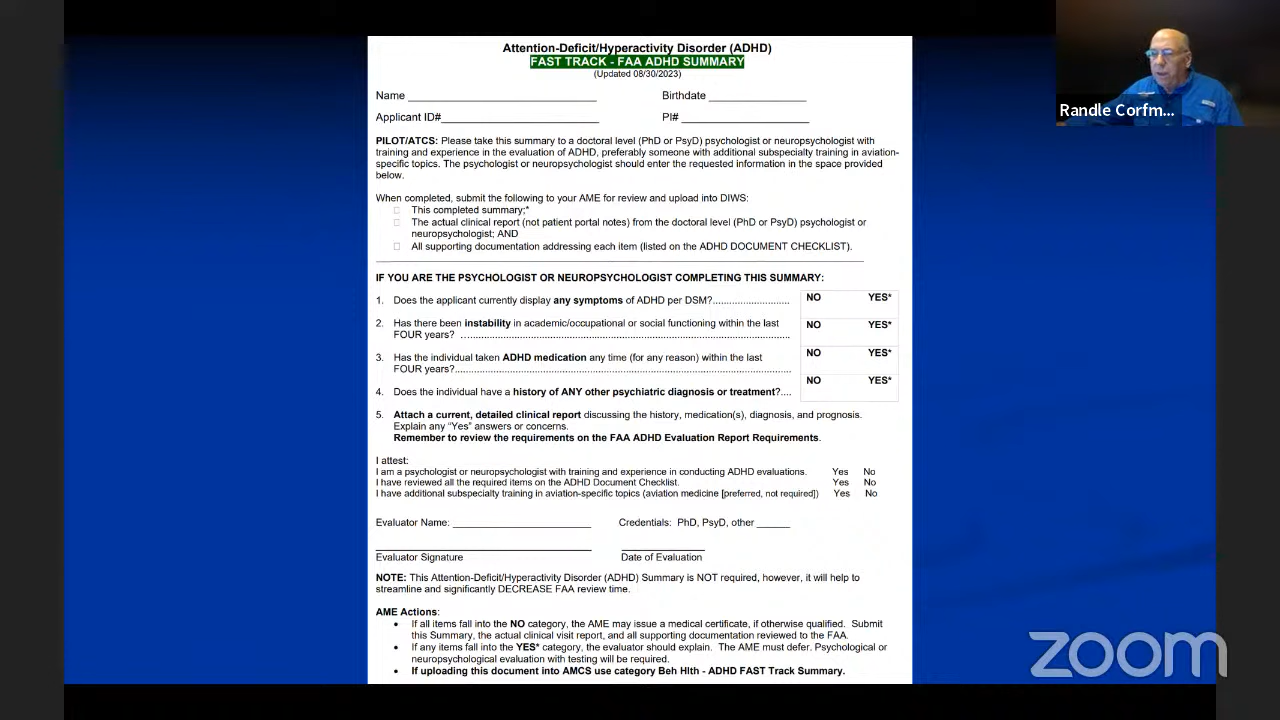 Attention-Deficit/Hyperactivity Disorder (ADHD)
FAST TRACK - FAA ADHD SUMMARY
(Updated 08/30/2023)
Name ____________________ Birthdate ____________
Applicant ID# ____________________ PI# ____________
Randle Corfm...
PILOT/ATCS: Please take this summary to a doctoral level (PhD or PsyD) psychologist or neuropsychologist with
training and experience in the evaluation of ADHD, preferably someone with additional subspecialty training in aviation-
specific topics. The psychologist or neuropsychologist should enter the requested information in the space provided
below.
When completed, submit the following to your AME for review and upload into DIWS:
☐ This completed summary;*
☐ The actual clinical report (not patient portal notes) from the doctoral level (PhD or PsyD) psychologist or
neuropsychologist; AND
☐ All supporting documentation addressing each item (listed on the ADHD DOCUMENT CHECKLIST).
IF YOU ARE THE PSYCHOLOGIST OR NEUROPSYCHOLOGIST COMPLETING THIS SUMMARY:
1. Does the applicant currently display any symptoms of ADHD per DSM?........................... NO YES*
2. Has there been instability in academic/occupational or social functioning within the last
FOUR years? ........................... NO YES*
3. Has the individual taken ADHD medication any time (for any reason) within the last
FOUR years?........................... NO YES*
4. Does the individual have a history of ANY other psychiatric diagnosis or treatment?.... NO YES*
5. Attach a current, detailed clinical report discussing the history, medication(s), diagnosis, and prognosis.
Explain any “Yes” answers or concerns.
Remember to review the requirements on the FAA ADHD Evaluation Report Requirements.
I attest:
I am a psychologist or neuropsychologist with training and experience in conducting ADHD evaluations. Yes No
I have reviewed all the required items on the ADHD Document Checklist. Yes No
I have additional subspecialty training in aviation-specific topics (aviation medicine [preferred, not required]) Yes No
Evaluator Name: ____________________ Credentials: PhD, PsyD, other ______
Evaluator Signature Date of Evaluation
NOTE: This Attention-Deficit/Hyperactivity Disorder (ADHD) Summary is NOT required, however, it will help to
streamline and significantly DECREASE FAA review time.
AME Actions:
• If all items fall into the NO category, the AME may issue a medical certificate, if otherwise qualified. Submit
this Summary, the actual clinical visit report, and all supporting documentation reviewed to the FAA.
• If any items fall into the YES* category, the evaluator should explain. The AME must defer. Psychological or
neuropsychological evaluation with testing will be required.
• If uploading this document into AMCS use category Beh Hlth - ADHD FAST Track Summary.
zoom